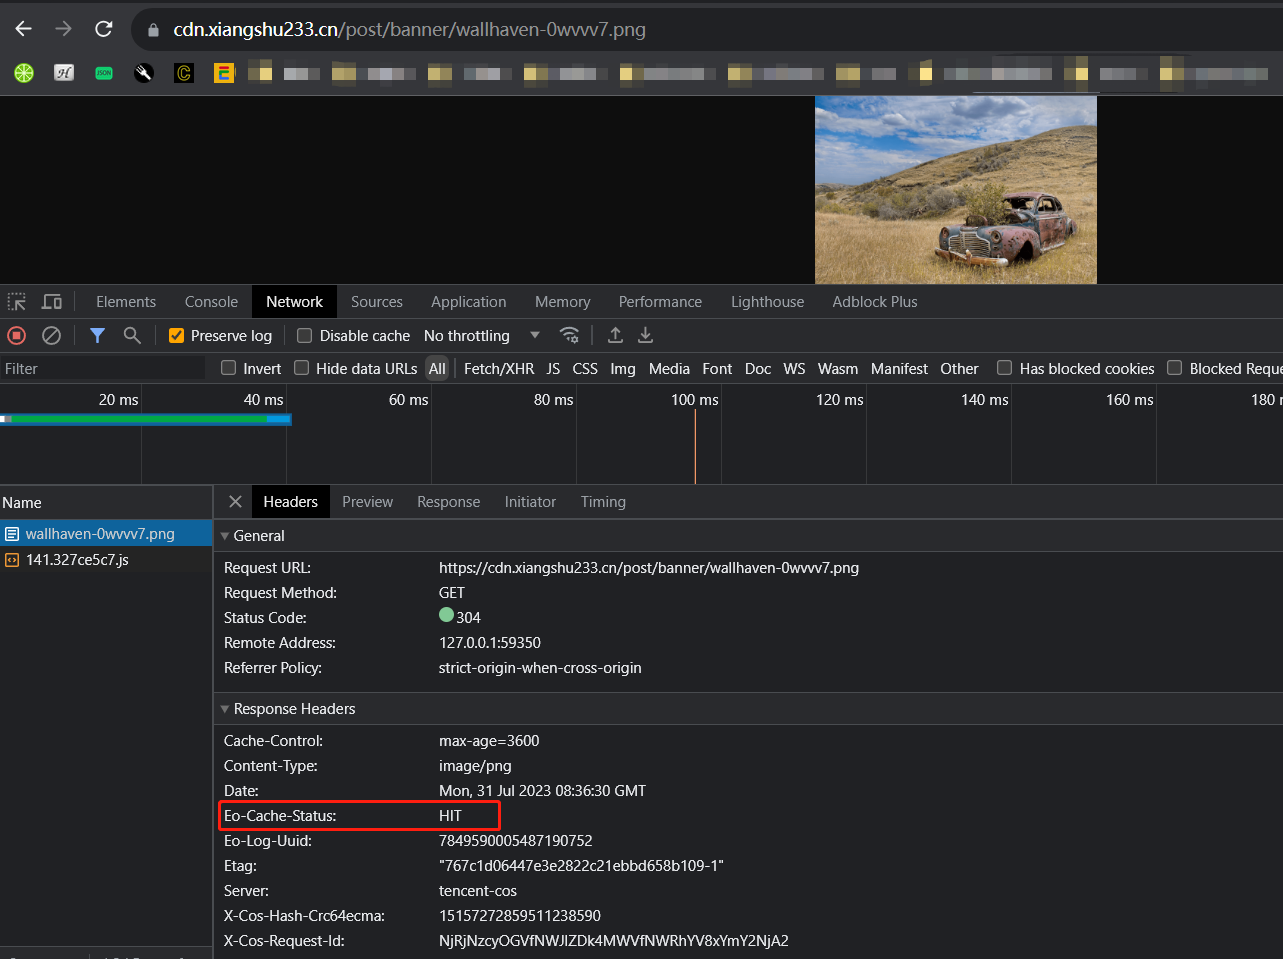 cdn.xiangshu233.cn/post/banner/wallhaven-0wvvv7.png
JSON
Elements Console Network Sources Application Memory Performance Lighthouse Adblock Plus
Preserve log Disable cache No throttling
Filter Invert Hide data URLs All Fetch/XHR JS CSS Img Media Font Doc WS Wasm Manifest Other Has blocked cookies Blocked Reque
20 ms 40 ms 60 ms 80 ms 100 ms 120 ms 140 ms 160 ms 180 m
Name
wallhaven-0wvvv7.png
141.327ce5c7.js
Headers Preview Response Initiator Timing
General
Request URL: https://cdn.xiangshu233.cn/post/banner/wallhaven-0wvvv7.png
Request Method: GET
Status Code: 304
Remote Address: 127.0.0.1:59350
Referrer Policy: strict-origin-when-cross-origin
Response Headers
Cache-Control: max-age=3600
Content-Type: image/png
Date: Mon, 31 Jul 2023 08:36:30 GMT
Eo-Cache-Status: HIT
Eo-Log-Uuid: 7849590005487190752
Etag: "767c1d06447e3e2822c21ebbd658b109-1"
Server: tencent-cos
X-Cos-Hash-Crc64ecma: 15157272859511238590
X-Cos-Request-Id: NjRjNzcyOGVfNWJlZDk4MWVfNWRhYV8xYmY2NjA2